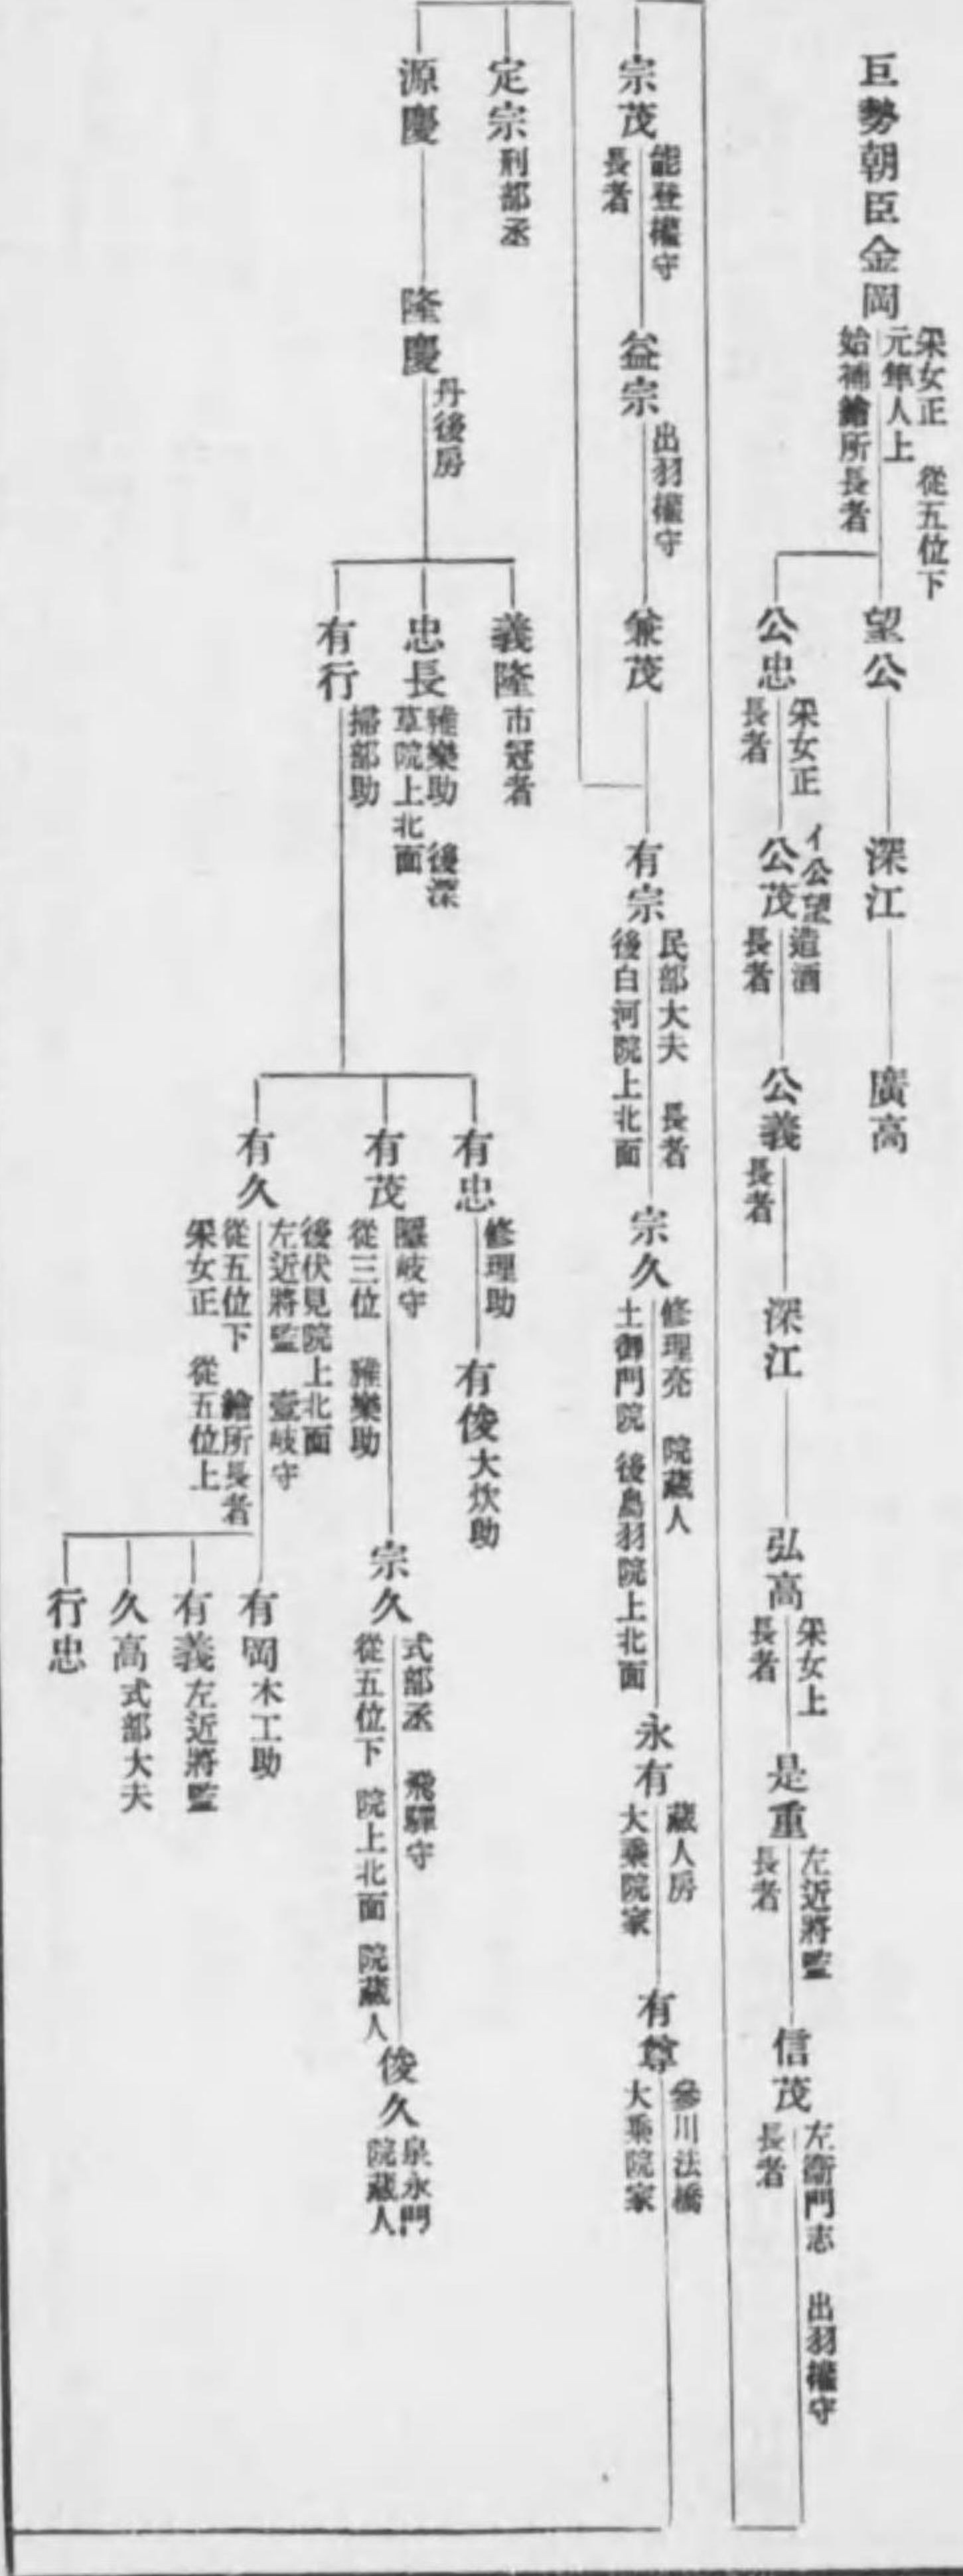 巨勢朝臣金岡
采女正 從五位下
元隼人上
始補繪所長者
望公
深江
廣高
公忠
采女正
長者
公茂
イ公望
造酒
長者
公義
長者
深江
弘高
采女上
長者
是重
左近將監
長者
信茂
左衞門志 出羽權守
長者
宗茂
能登權守
長者
益宗
出羽權守
兼茂
有宗
民部大夫 長者
後白河院上北面
宗久
修理亮 院藏人
土御門院 後鳥羽院上北面
永有
藏人房
大乘院家
有尊
參川法橋
大乘院家
定宗
刑部丞
源慶
隆慶
丹後房
義隆
市冠者
忠長
雅樂助 後深
草院上北面
有行
掃部助
有忠
修理助
有俊
大炊助
有茂
隱岐守
從三位 雅樂助
宗久
式部丞 飛驒守
從五位下 院上北面 院藏人
俊久
泉永門
院藏人
有久
後伏見院上北面
左近將監 壹岐守
從五位下 繪所長者
采女正 從五位上
有岡
木工助
有義
左近將監
久高
式部大夫
行忠